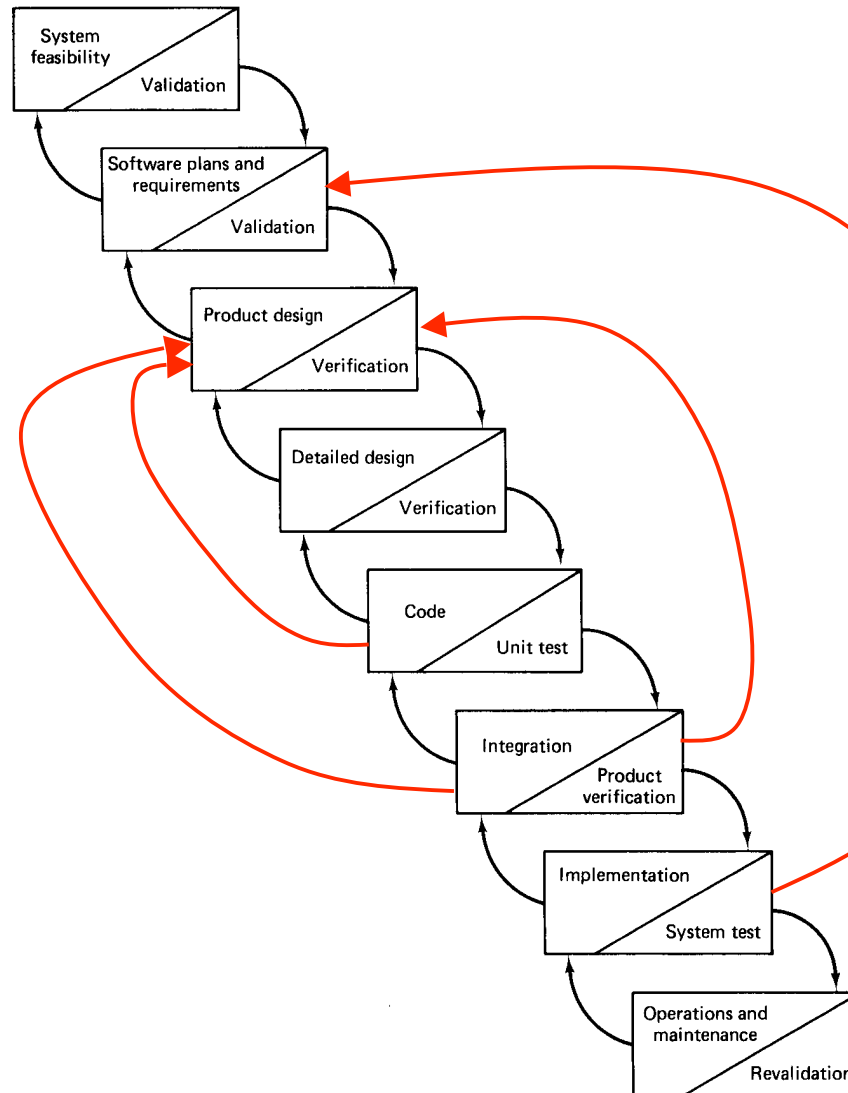 System
feasibility
Validation
Software plans and
requirements
Validation
Product design
Verification
Detailed design
Verification
Code
Unit test
Integration
Product
verification
Implementation
System test
Operations and
maintenance
Revalidation